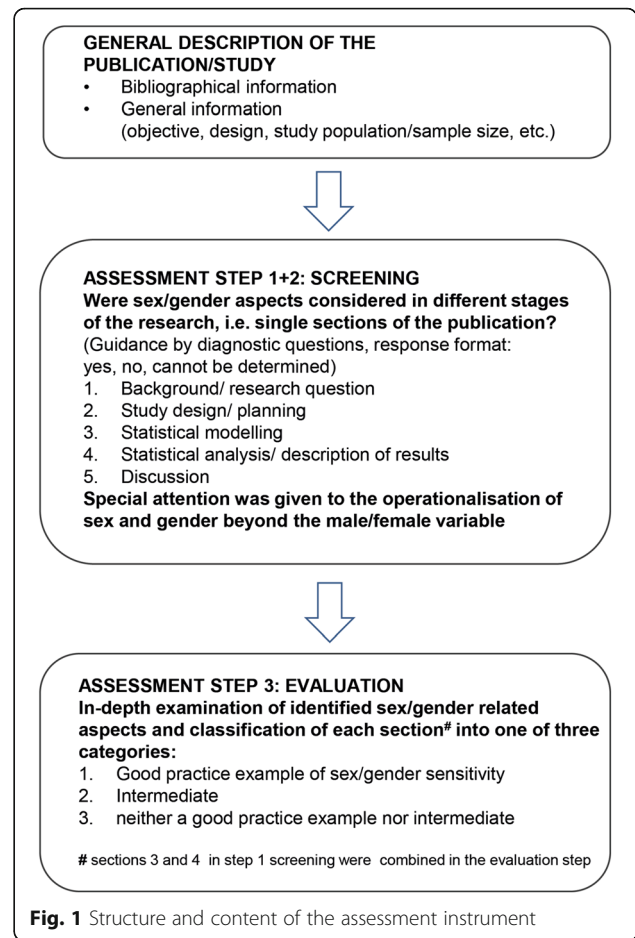 GENERAL DESCRIPTION OF THE
PUBLICATION/STUDY
• Bibliographical information
• General information
(objective, design, study population/sample size, etc.)
ASSESSMENT STEP 1+2: SCREENING
Were sex/gender aspects considered in different stages
of the research, i.e. single sections of the publication?
(Guidance by diagnostic questions, response format:
yes, no, cannot be determined)
1. Background/ research question
2. Study design/ planning
3. Statistical modelling
4. Statistical analysis/ description of results
5. Discussion
Special attention was given to the operationalisation of
sex and gender beyond the male/female variable
ASSESSMENT STEP 3: EVALUATION
In-depth examination of identified sex/gender related
aspects and classification of each section# into one of three
categories:
1. Good practice example of sex/gender sensitivity
2. Intermediate
3. neither a good practice example nor intermediate
# sections 3 and 4 in step 1 screening were combined in the evaluation step
Fig. 1 Structure and content of the assessment instrument